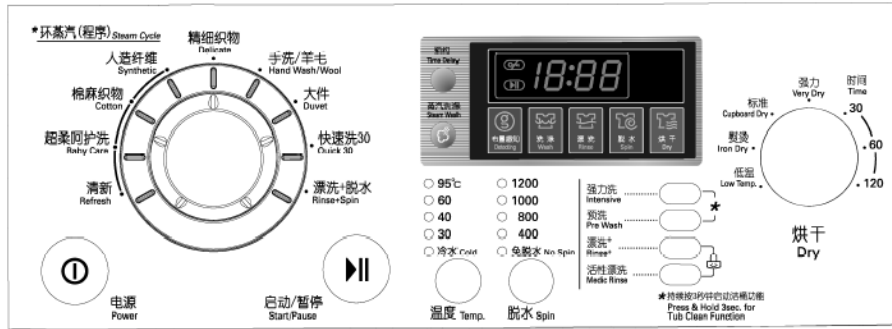 *环蒸汽(程序) Steam Cycle
精细织物
Delicate
人造纤维
Synthetic
手洗/羊毛
Hand Wash/Wool
棉麻织物
Cotton
大件
Duvet
超柔呵护洗
Baby Care
快速洗30
Quick 30
清新
Refresh
漂洗+脱水
Rinse+Spin
电源
Power
启动/暂停
Start/Pause
预约
Time Delay
蒸汽洗涤
Steam Wash
18:88
布量感知
Detecting
洗涤
Wash
漂洗
Rinse
脱水
Spin
烘干
Dry
95℃
60
40
30
冷水 Cold
温度 Temp.
1200
1000
800
400
免脱水 No Spin
脱水 Spin
强力洗
Intensive
预洗
Pre Wash
漂洗+
Rinse+
活性漂洗
Medic Rinse
*
*持续按3秒钟启动洁桶功能
Press & Hold 3sec. for
Tub Clean Function
强力
Very Dry
时间
Time
标准
Cupboard Dry
30
熨烫
Iron Dry
60
低温
Low Temp.
120
烘干
Dry